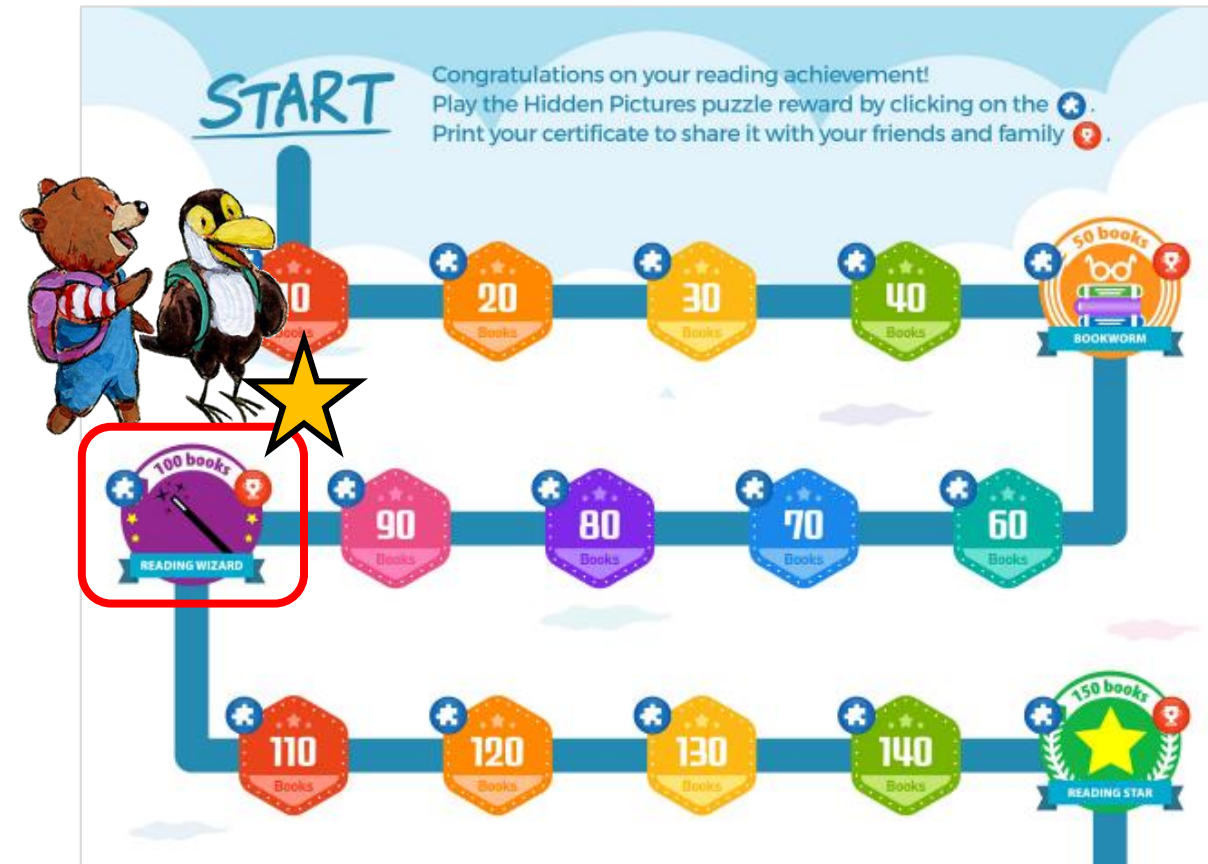 START
Congratulations on your reading achievement!
Play the Hidden Pictures puzzle reward by clicking on the
Print your certificate to share it with your friends and family .
10
Books
20
Books
30
Books
40
Books
50 books
BOOKWORM
100 books
READING WIZARD
90
Books
80
Books
70
Books
60
Books
110
Books
120
Books
130
Books
140
Books
150 books
READING STAR